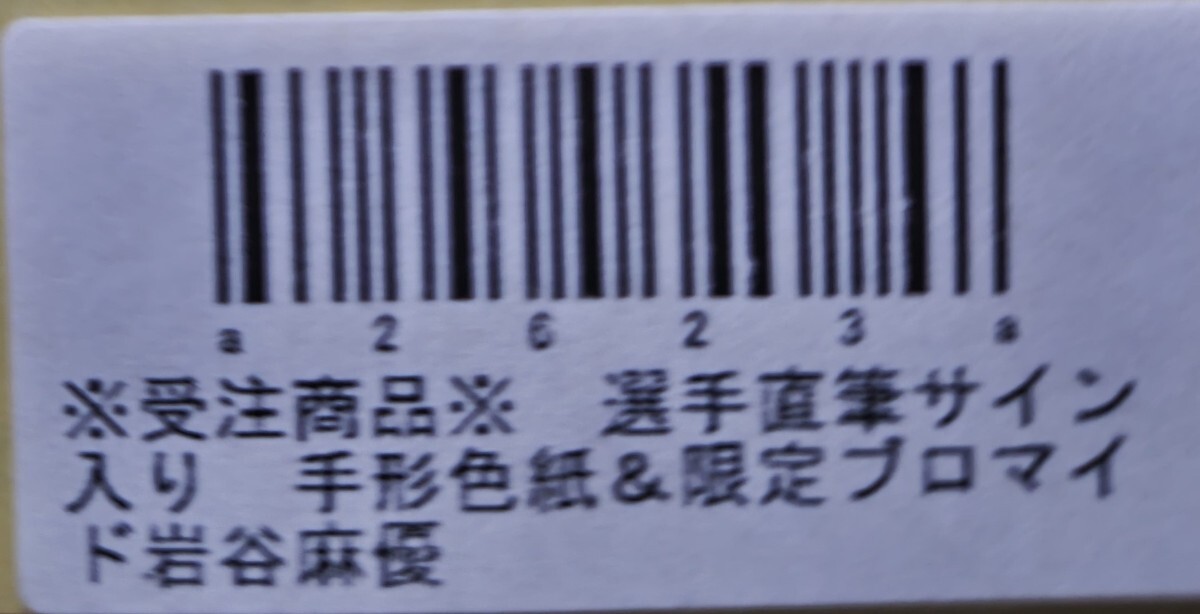 a 2 6 2 3 a
※受注商品※　選手直筆サイン
入り　手形色紙&限定ブロマイ
ド岩谷麻優